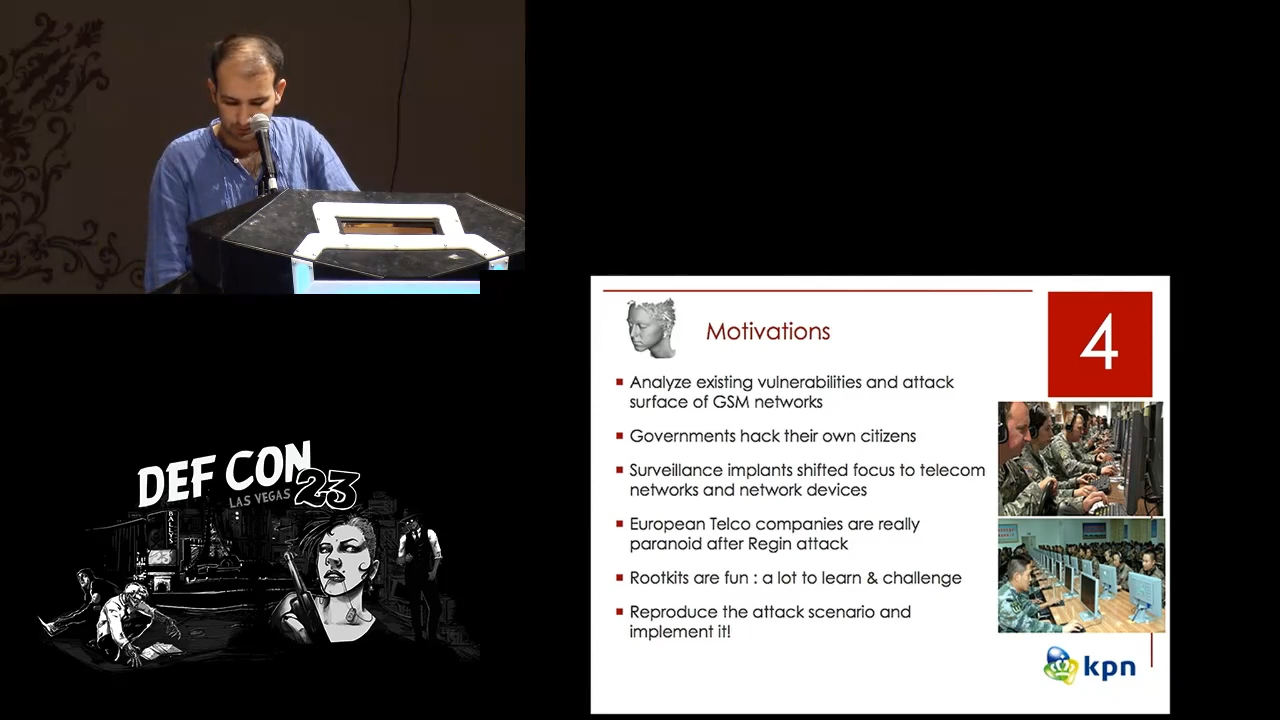 DEF CON
LAS VEGAS 23
BALLYS
Motivations
4
Analyze existing vulnerabilities and attack
surface of GSM networks
Governments hack their own citizens
Surveillance implants shifted focus to telecom
networks and network devices
European Telco companies are really
paranoid after Regin attack
Rootkits are fun : a lot to learn & challenge
Reproduce the attack scenario and
implement it!
kpn